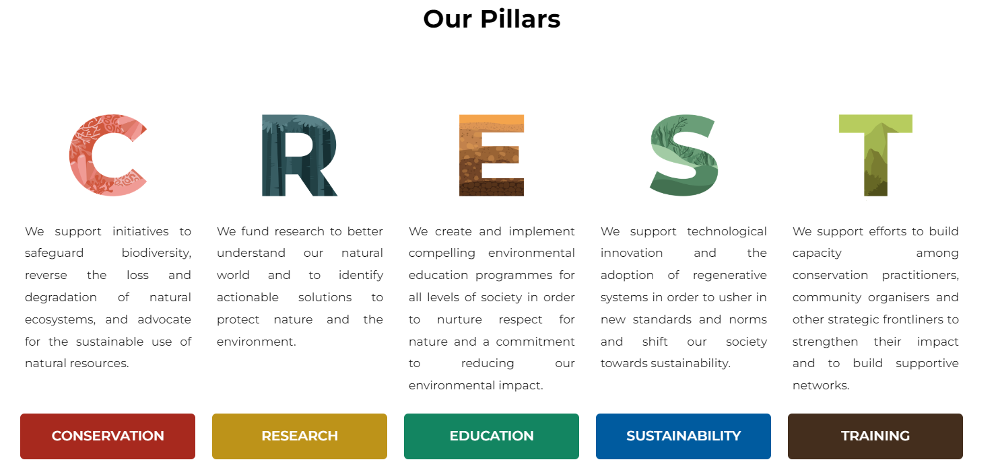 Our Pillars
C R E S T
We support initiatives to
safeguard biodiversity,
reverse the loss and
degradation of natural
ecosystems, and advocate
for the sustainable use of
natural resources.
We fund research to better
understand our natural
world and to identify
actionable solutions to
protect nature and the
environment.
We create and implement
compelling environmental
education programmes for
all levels of society in order
to nurture respect for
nature and a commitment
to reducing our
environmental impact.
We support technological
innovation and the
adoption of regenerative
systems in order to usher in
new standards and norms
and shift our society
towards sustainability.
We support efforts to build
capacity among
conservation practitioners,
community organisers and
other strategic frontliners to
strengthen their impact
and to build supportive
networks.
CONSERVATION
RESEARCH
EDUCATION
SUSTAINABILITY
TRAINING